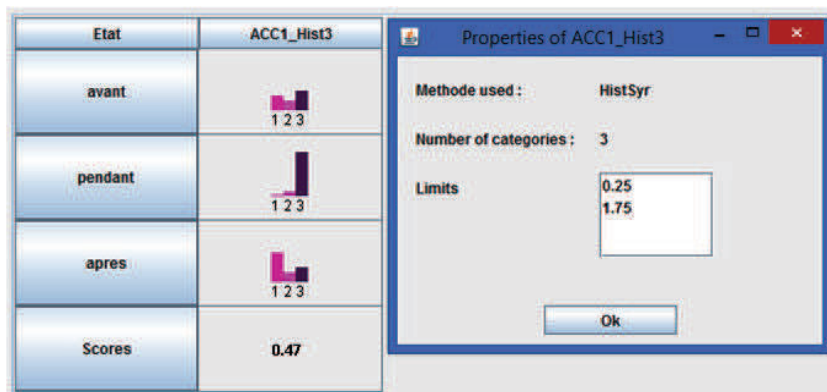 Etat ACC1_Hist3
avant
1 2 3
pendant
1 2 3
apres
1 2 3
Scores 0.47
Properties of ACC1_Hist3
Methode used : HistSyr
Number of categories : 3
Limits 0.25
1.75
Ok